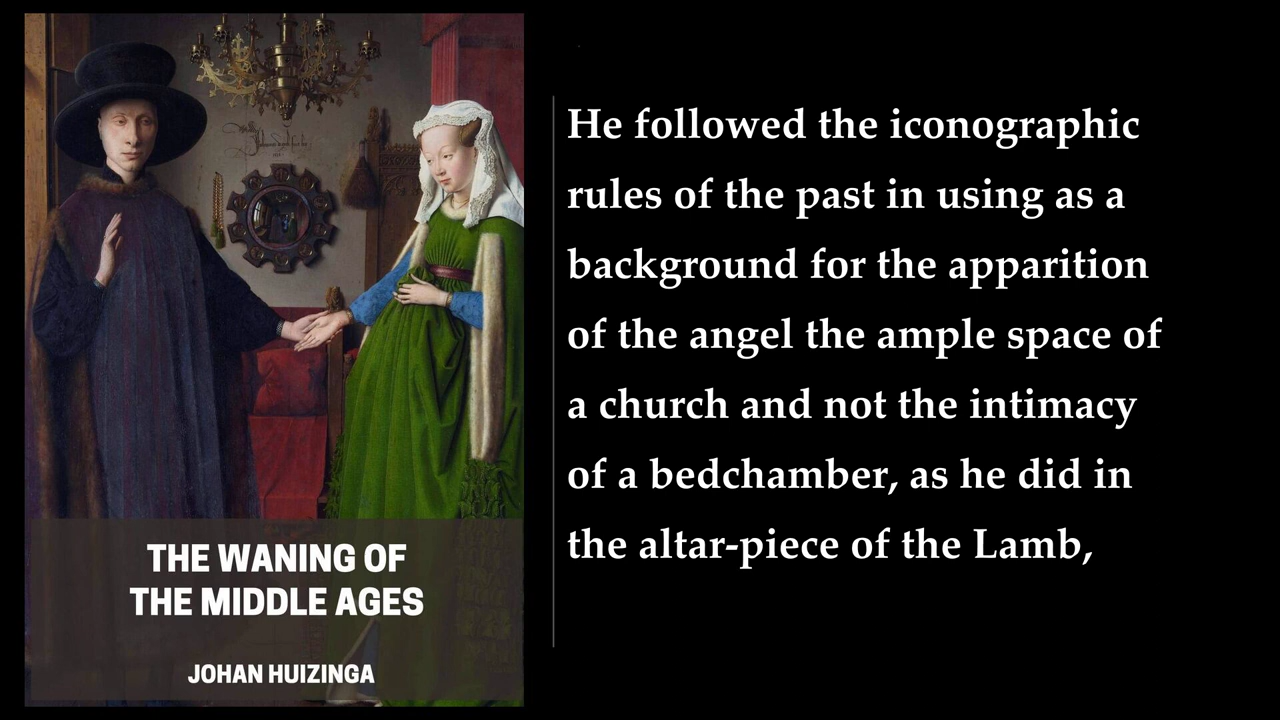 THE WANING OF
THE MIDDLE AGES
JOHAN HUIZINGA
He followed the iconographic
rules of the past in using as a
background for the apparition
of the angel the ample space of
a church and not the intimacy
of a bedchamber, as he did in
the altar-piece of the Lamb,